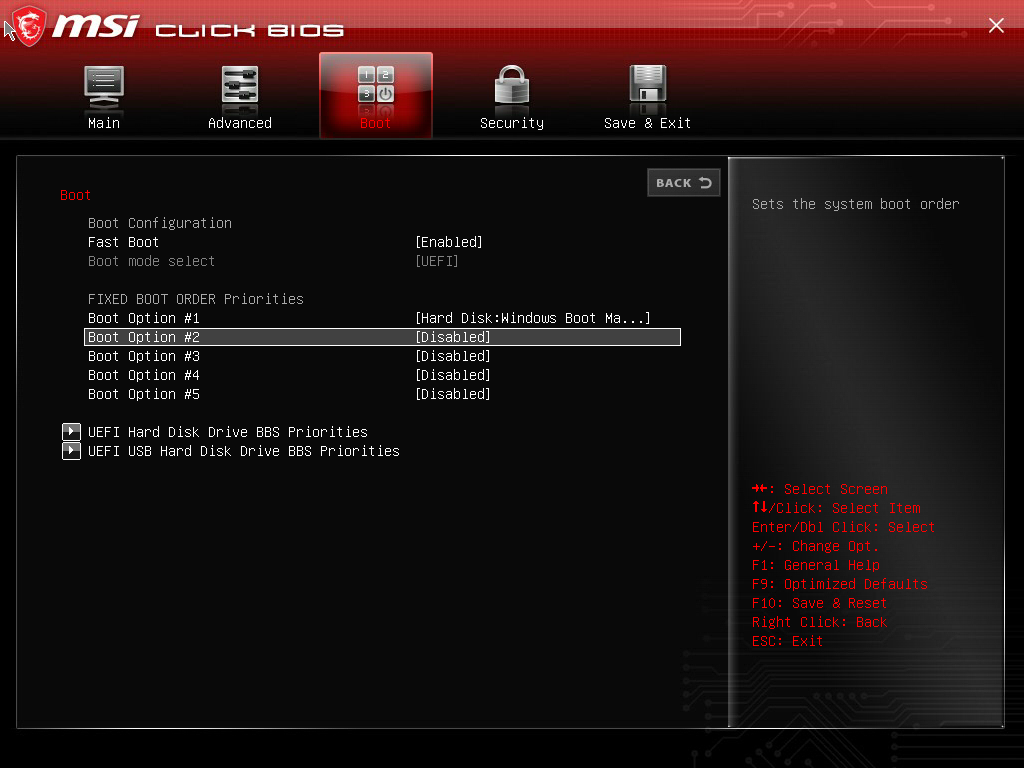 msi CLICK BIOS
Main
Advanced
1 2
3
Boot
Security
Save & Exit
BACK
Boot
Boot Configuration
Fast Boot [Enabled]
Boot mode select [UEFI]
FIXED BOOT ORDER Priorities
Boot Option #1 [Hard Disk:Windows Boot Ma...]
Boot Option #2 [Disabled]
Boot Option #3 [Disabled]
Boot Option #4 [Disabled]
Boot Option #5 [Disabled]
UEFI Hard Disk Drive BBS Priorities
UEFI USB Hard Disk Drive BBS Priorities
Sets the system boot order
→←: Select Screen
↑↓/Click: Select Item
Enter/Dbl Click: Select
+/-: Change Opt.
F1: General Help
F9: Optimized Defaults
F10: Save & Reset
Right Click: Back
ESC: Exit